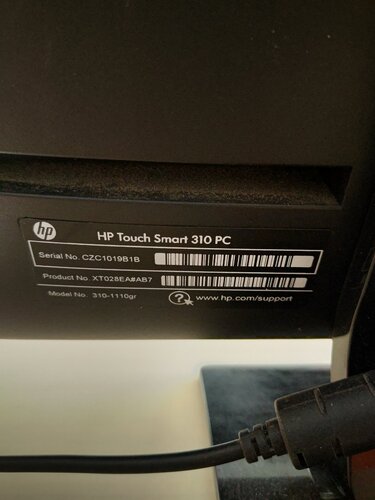 hp HP Touch Smart 310 PC
Serial No. CZC1019B1B
Product No. XT028EA#AB7
Model No. 310-1110gr ? www.hp.com/support